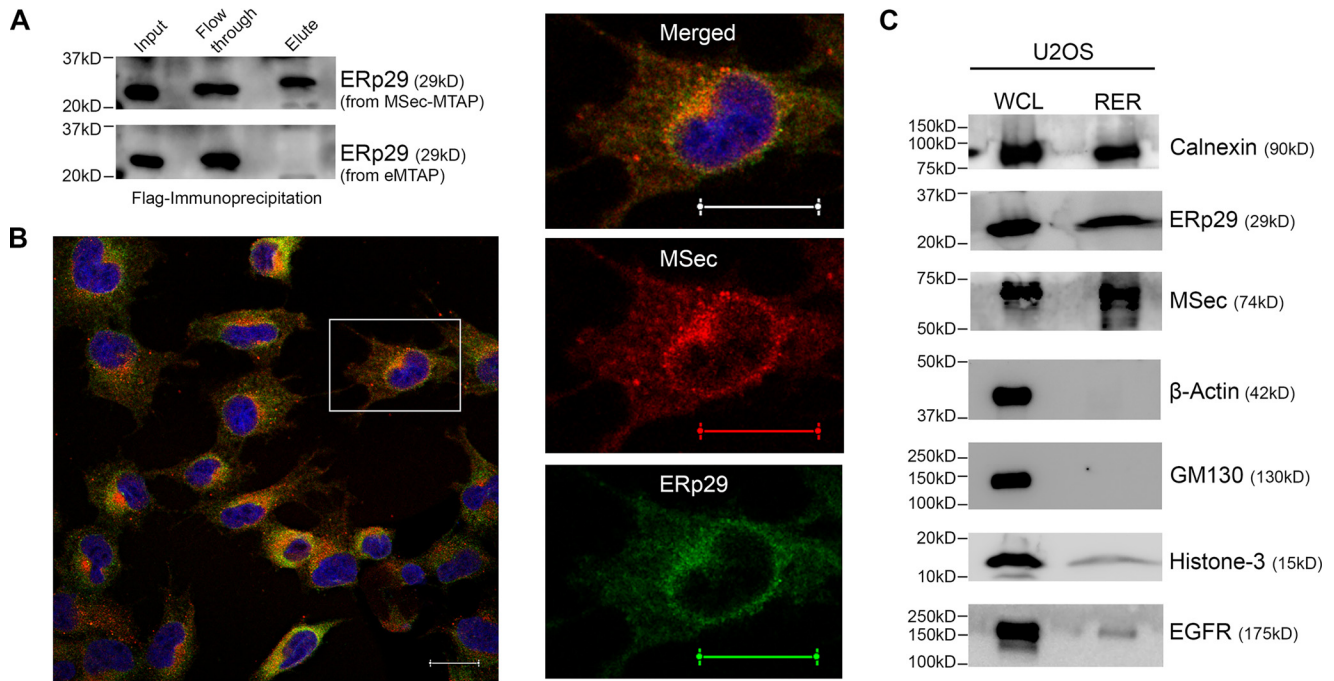 A
Input
Flow through
Elute
37kD
20kD
ERp29 (29kD)
(from MSec-MTAP)
37kD
20kD
ERp29 (29kD)
(from eMTAP)
Flag-Immunoprecipitation
B
Merged
MSec
ERp29
C
U2OS
WCL RER
150kD
100kD
75kD
Calnexin (90kD)
37kD
20kD
ERp29 (29kD)
75kD
50kD
MSec (74kD)
50kD
37kD
β-Actin (42kD)
250kD
150kD
100kD
GM130 (130kD)
20kD
10kD
Histone-3 (15kD)
250kD
150kD
100kD
EGFR (175kD)